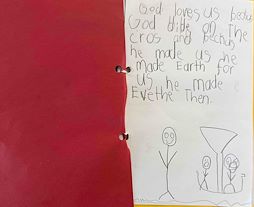 God loves us becus
God dide on the
cros and becus
he made us he
made Earth for
us he made
Evethe Then.